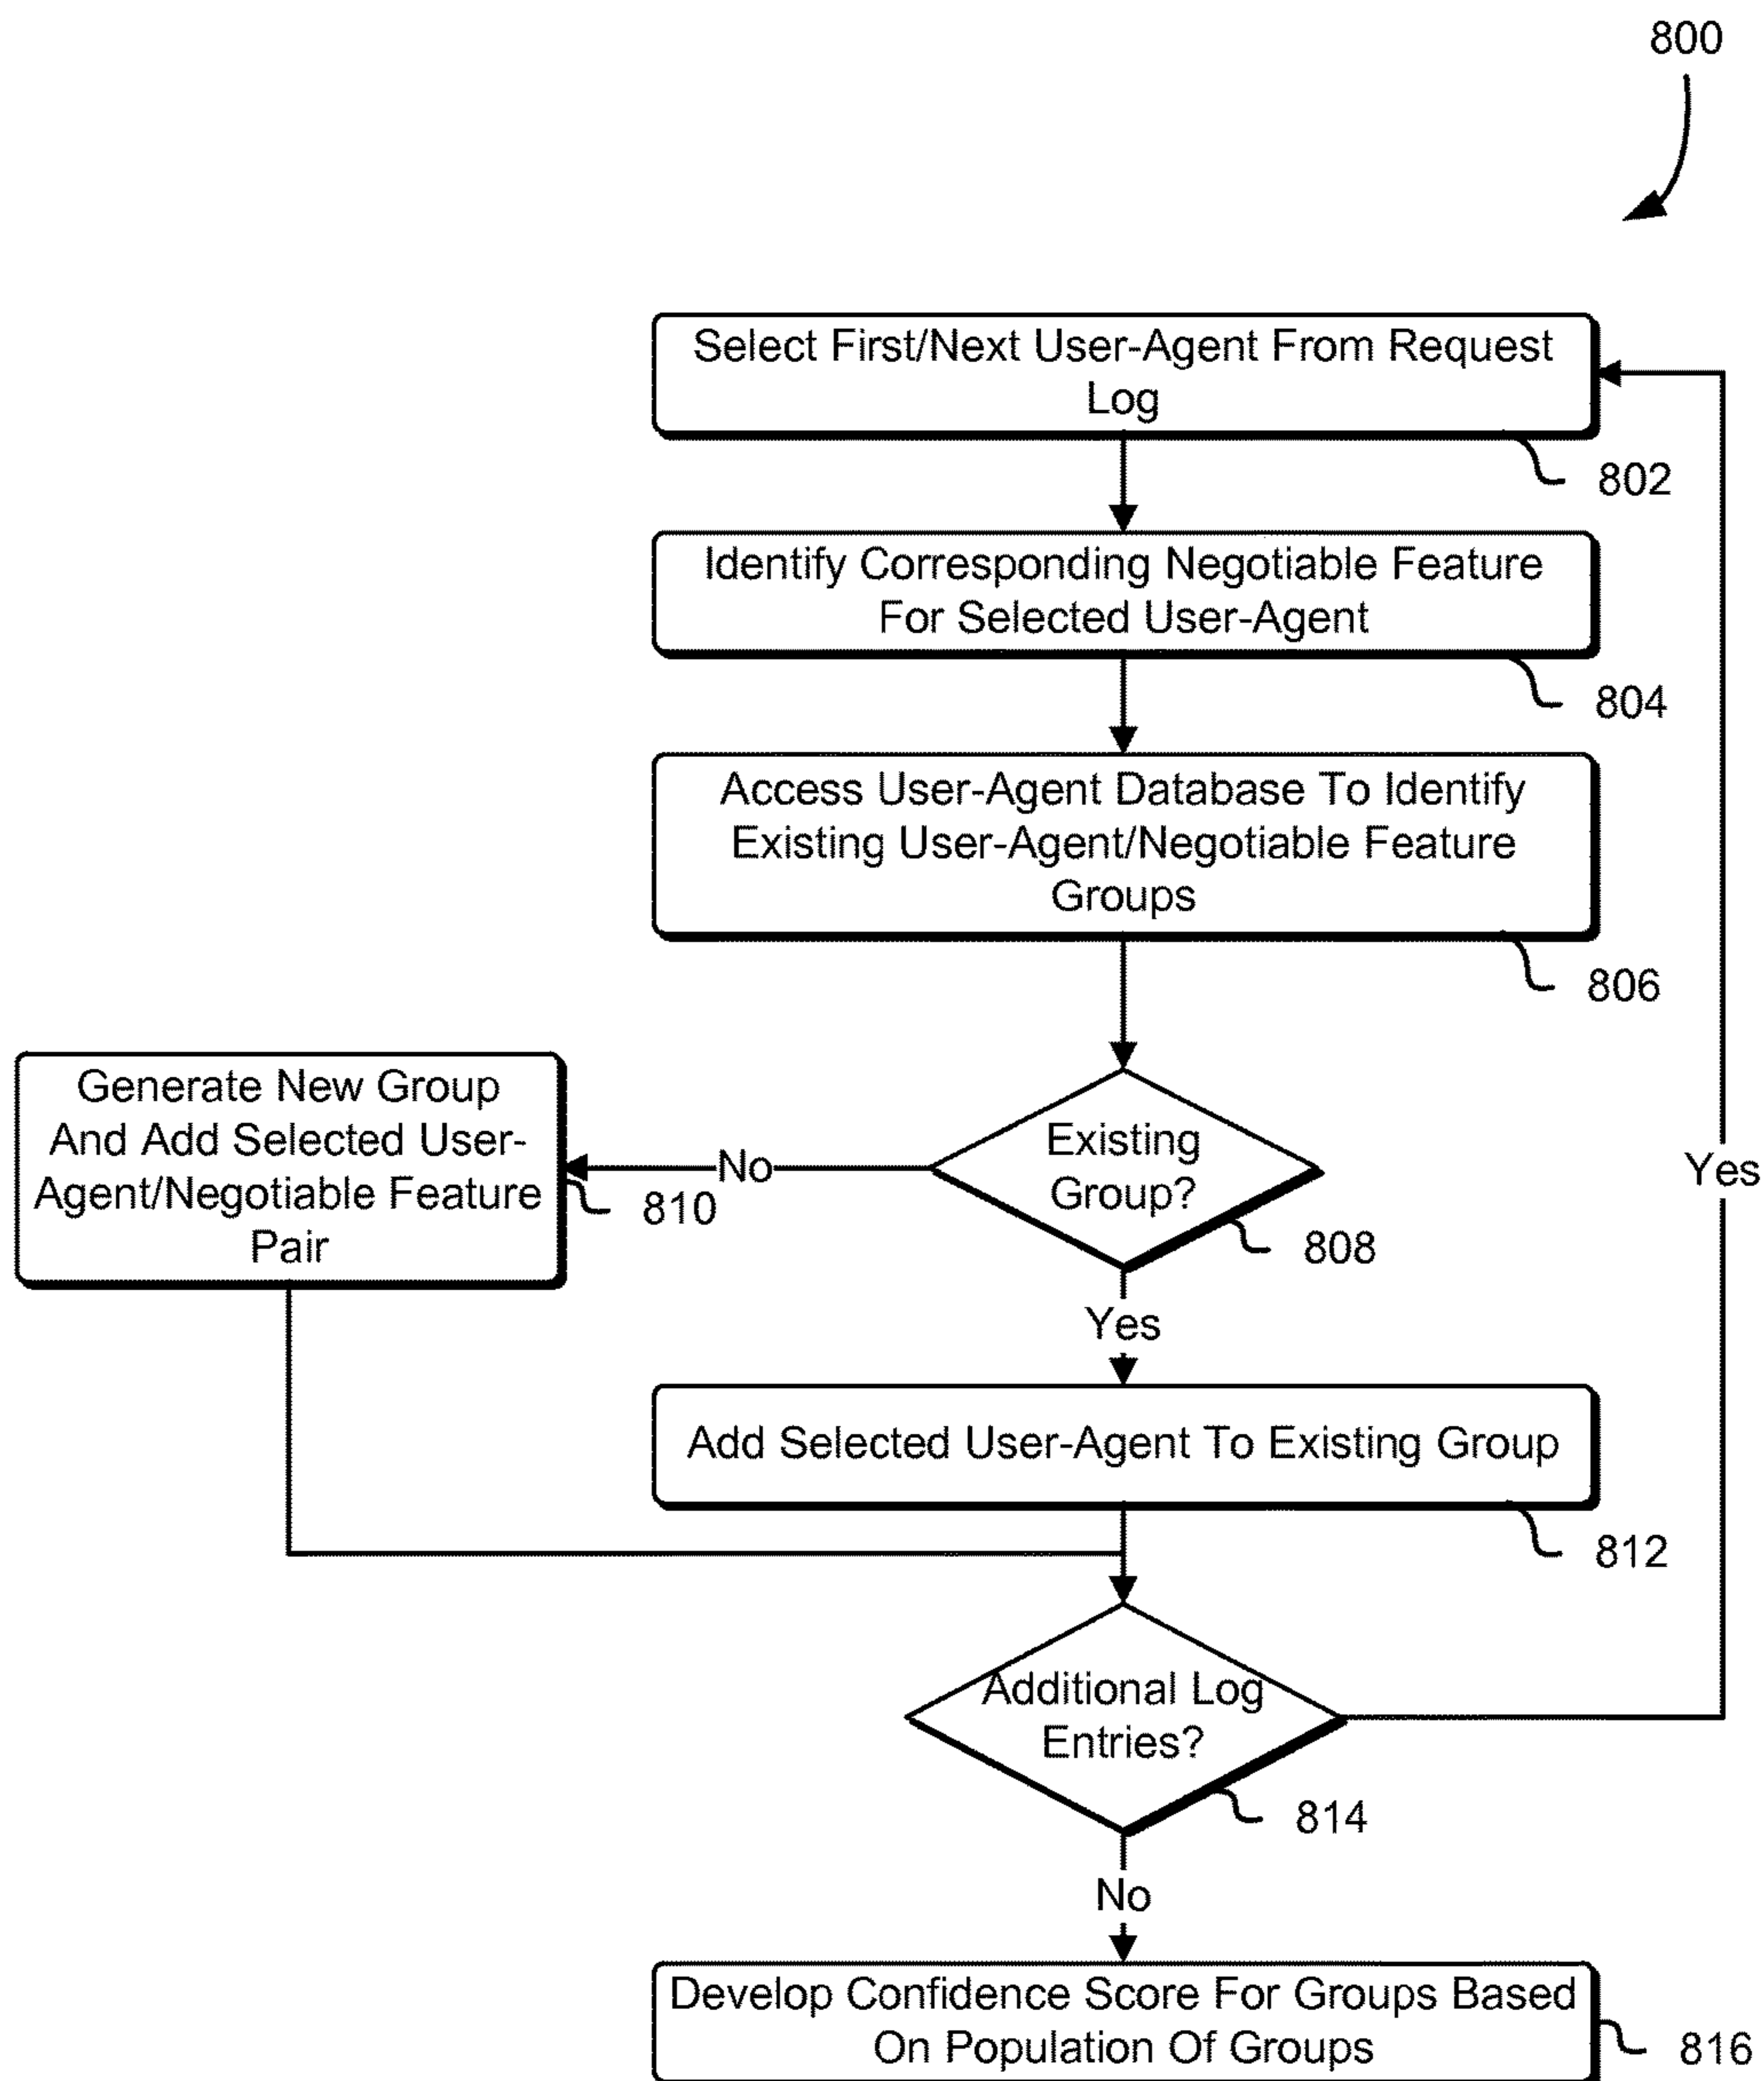 800
Select First/Next User-Agent From Request
Log
802
Identify Corresponding Negotiable Feature
For Selected User-Agent
804
Access User-Agent Database To Identify
Existing User-Agent/Negotiable Feature
Groups
806
Generate New Group
And Add Selected User-
Agent/Negotiable Feature
Pair
810
No
Existing
Group?
808
Yes
Yes
Add Selected User-Agent To Existing Group
812
Additional Log
Entries?
814
No
Develop Confidence Score For Groups Based
On Population Of Groups
816